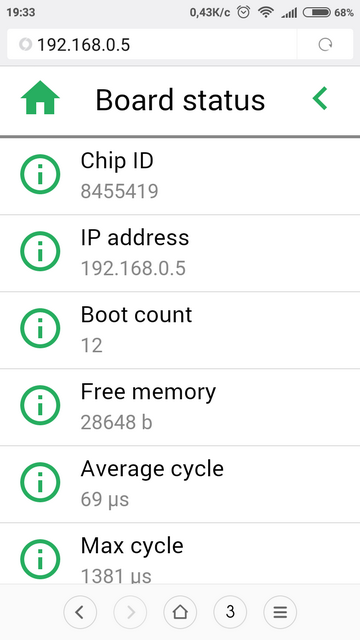 19:33 0,43K/c 68%
192.168.0.5
Board status
Chip ID
8455419
IP address
192.168.0.5
Boot count
12
Free memory
28648 b
Average cycle
69 µs
Max cycle
1381 µs
3